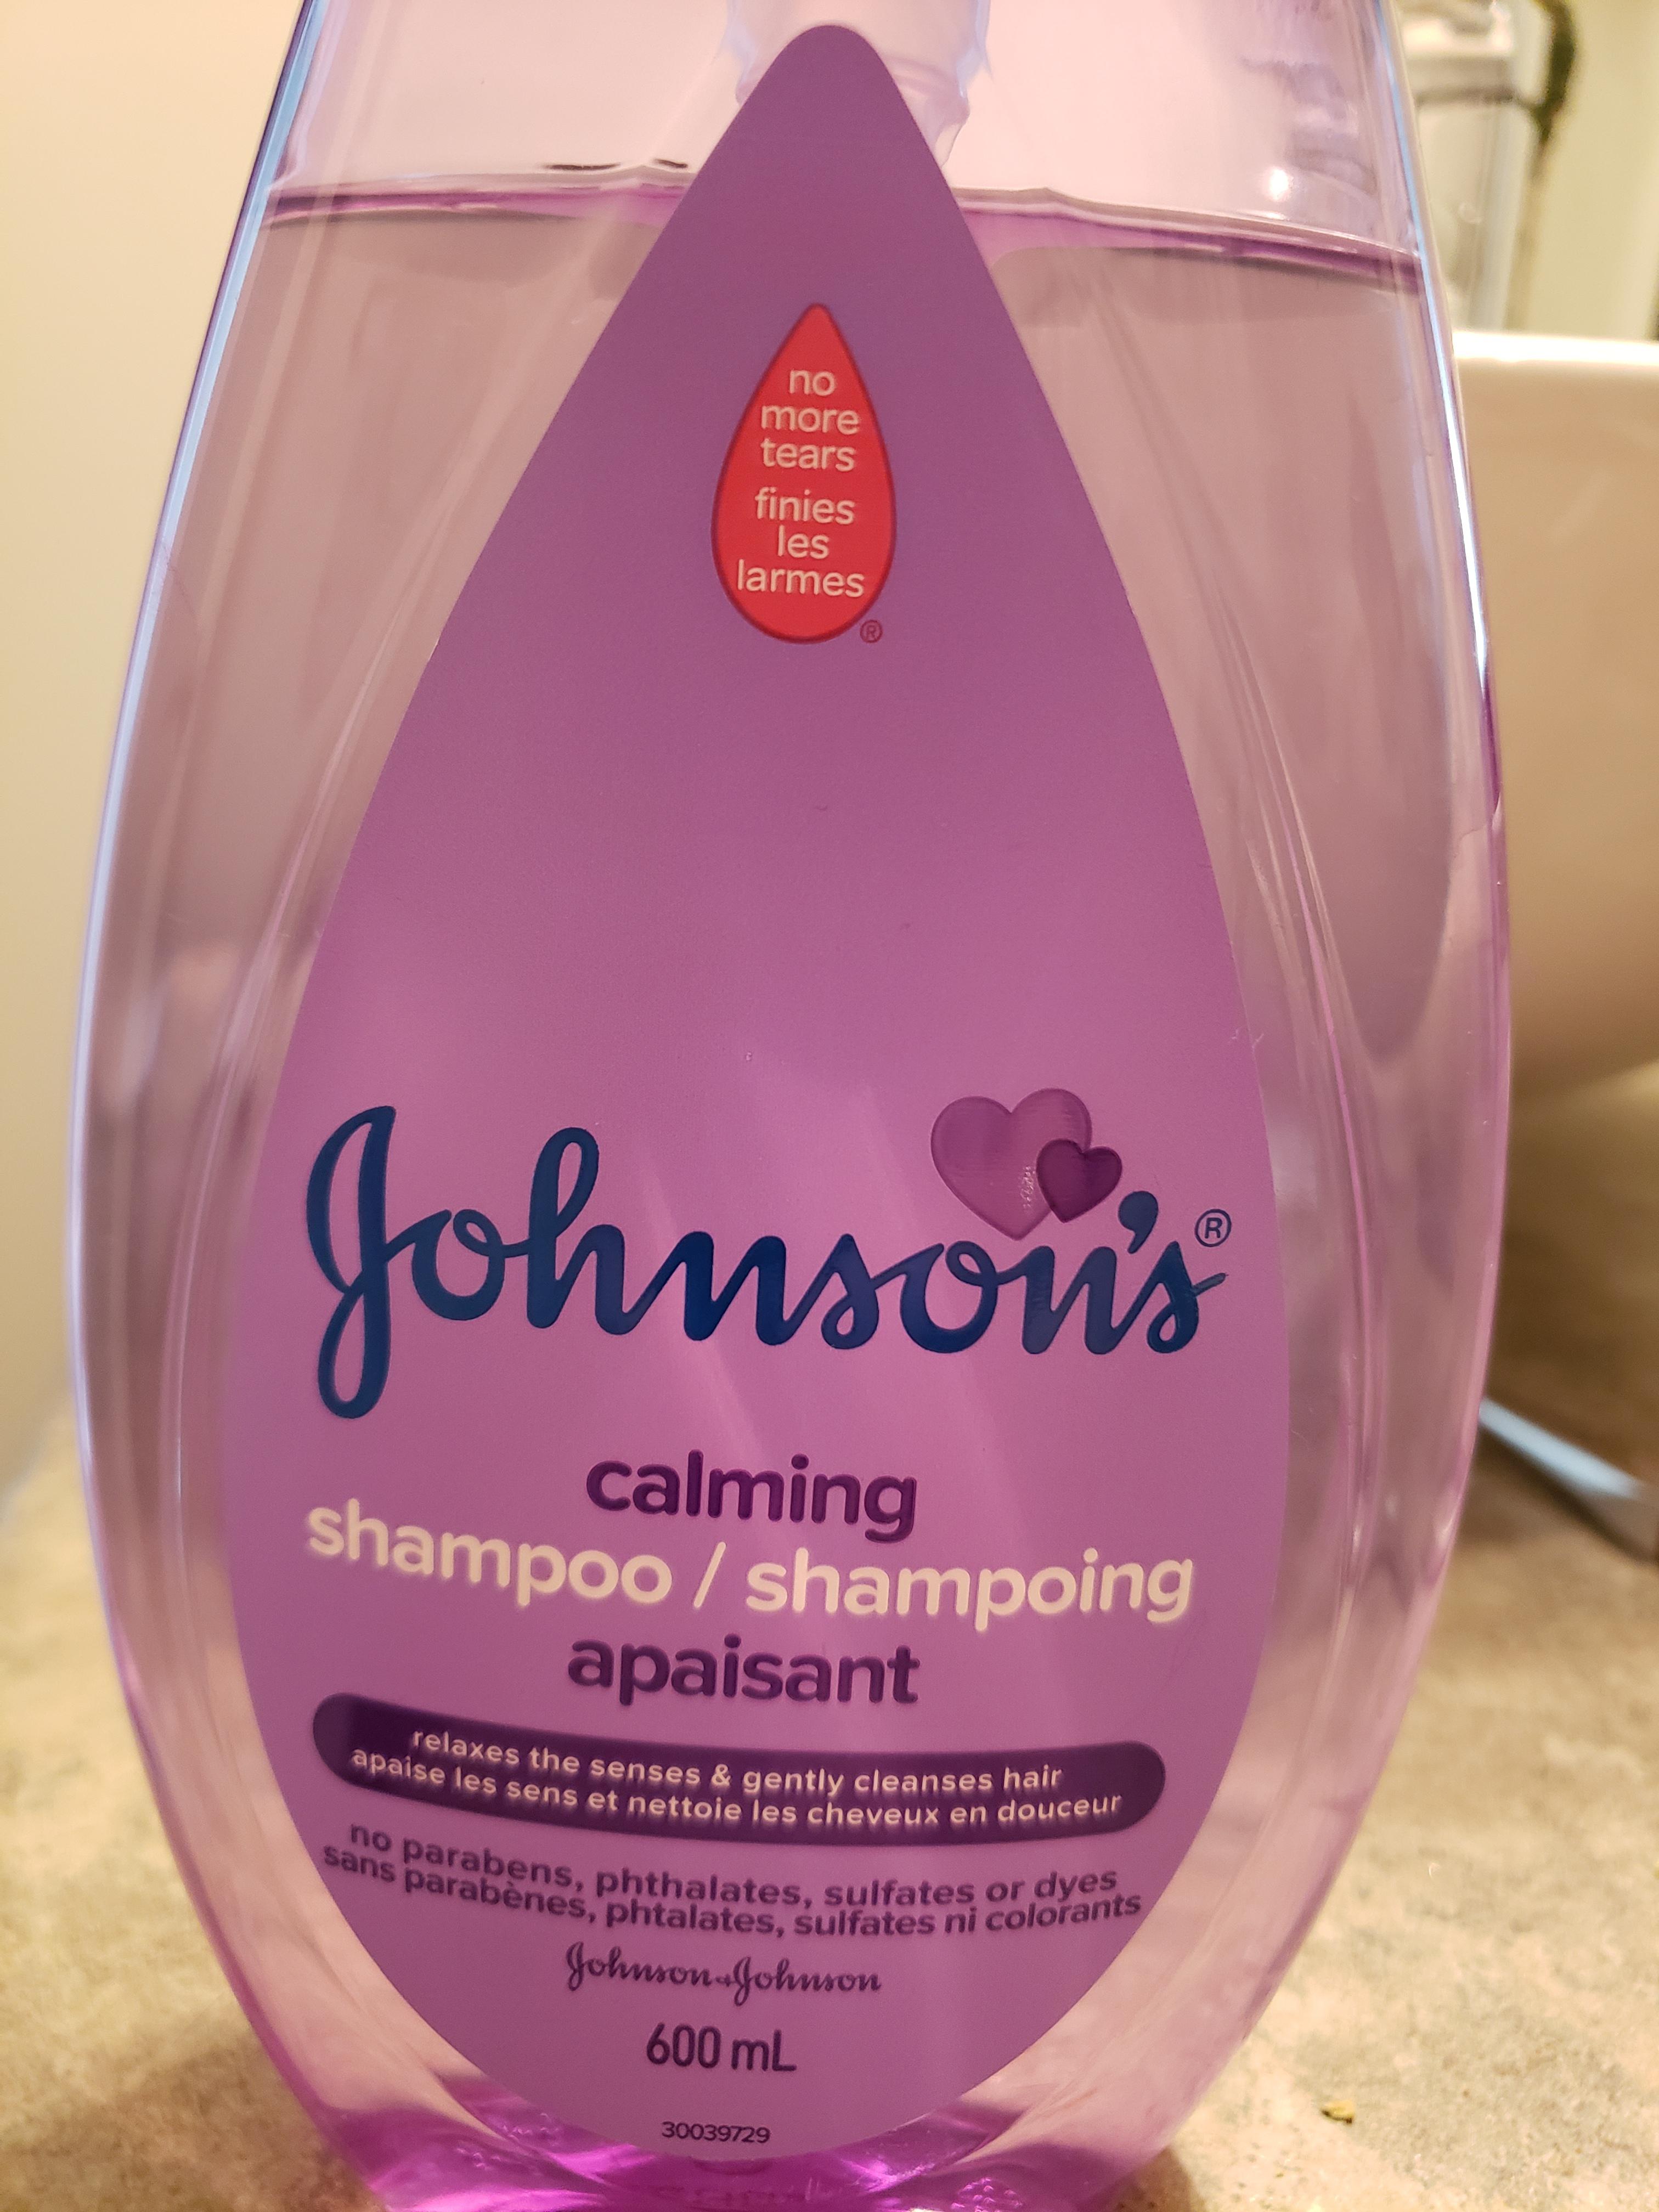 no
more
tears
finies
les
larmes
®
Johnson's®
calming
shampoo / shampoing
apaisant
relaxes the senses & gently cleanses hair
apaise les sens et nettoie les cheveux en douceur
no parabens, phthalates, sulfates or dyes
sans parabènes, phtalates, sulfates ni colorants
Johnson+Johnson
600 mL
30039729